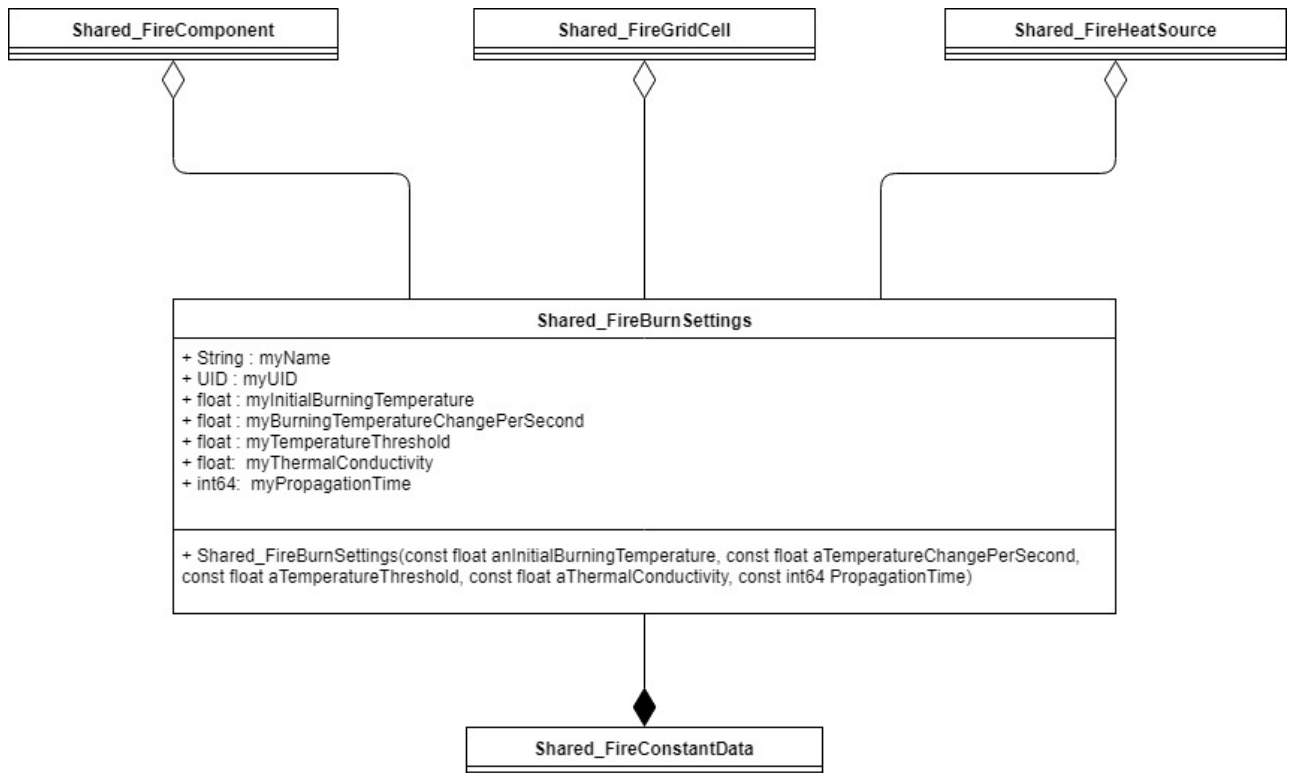 Shared_FireComponent
Shared_FireGridCell
Shared_FireHeatSource
Shared_FireBurnSettings
+ String : myName
+ UID : myUID
+ float : myInitialBurningTemperature
+ float : myBurningTemperatureChangePerSecond
+ float : myTemperatureThreshold
+ float:  myThermalConductivity
+ int64:  myPropagationTime
+ Shared_FireBurnSettings(const float anInitialBurningTemperature, const float aTemperatureChangePerSecond,
const float aTemperatureThreshold, const float aThermalConductivity, const int64 PropagationTime)
Shared_FireConstantData